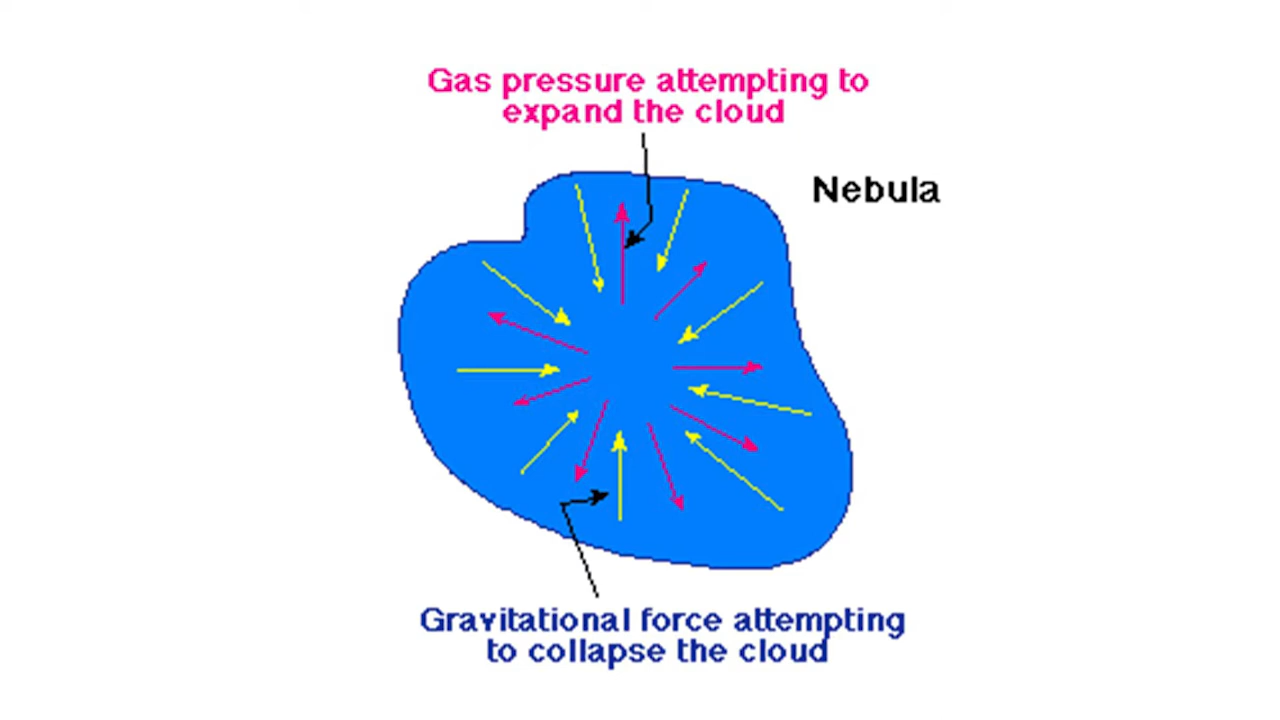 Gas pressure attempting to
expand the cloud
Nebula
Gravitational force attempting
to collapse the cloud